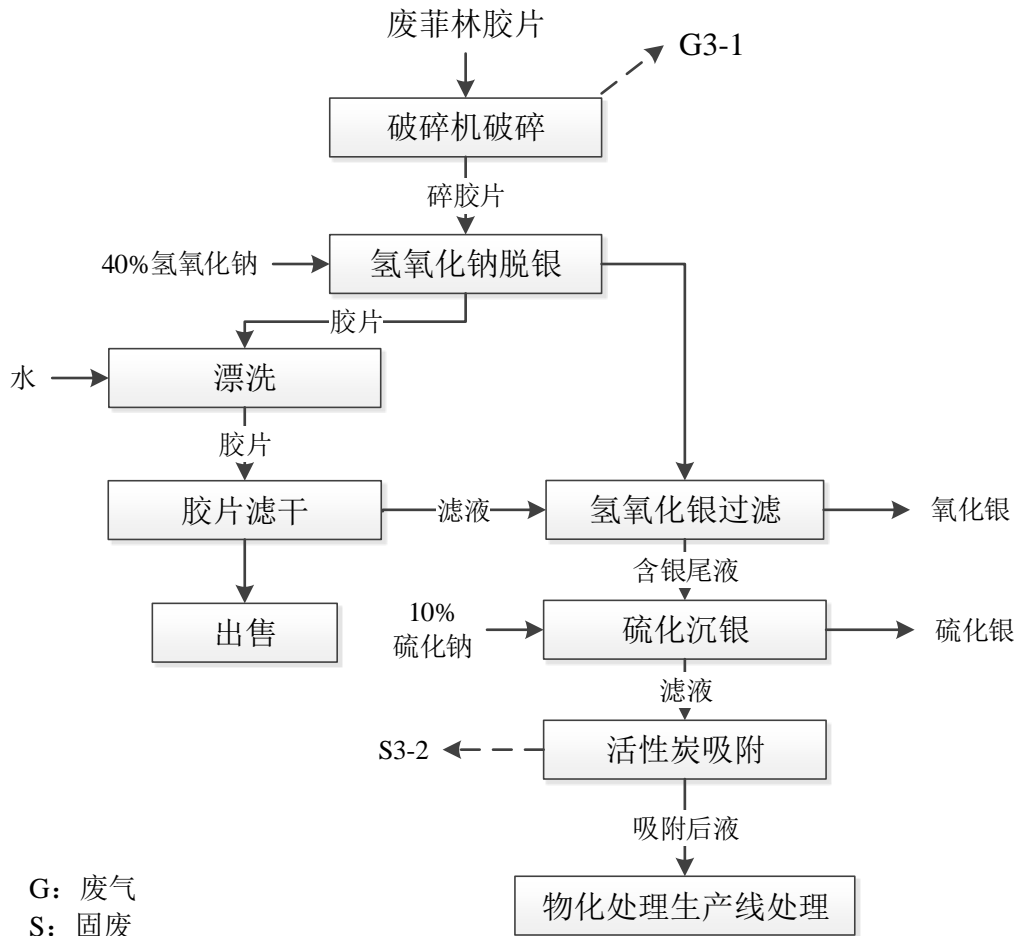 废菲林胶片
G3-1
破碎机破碎
碎胶片
40%氢氧化钠
氢氧化钠脱银
胶片
水
漂洗
胶片
胶片滤干
滤液
氢氧化银过滤
氧化银
含银尾液
出售
10%
硫化钠
硫化沉银
硫化银
滤液
S3-2
活性炭吸附
吸附后液
物化处理生产线处理
G：废气
S：固废